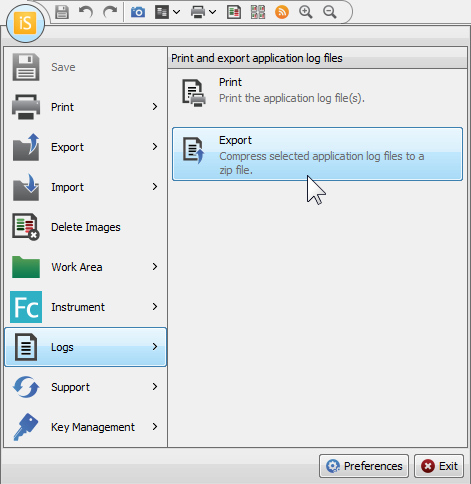 iS
Save
Print
Export
Import
Delete Images
Work Area
Fc
Instrument
Logs
Support
Key Management
Print and export application log files
Print
Print the application log file(s).
Export
Compress selected application log files to a
zip file.
Preferences
Exit